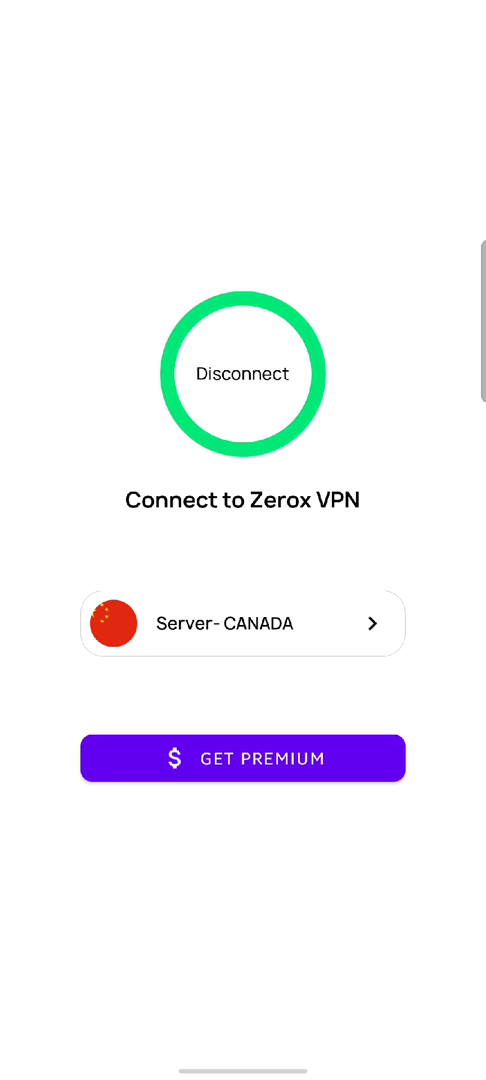 Disconnect
Connect to Zerox VPN
Server- CANADA
$ GET PREMIUM